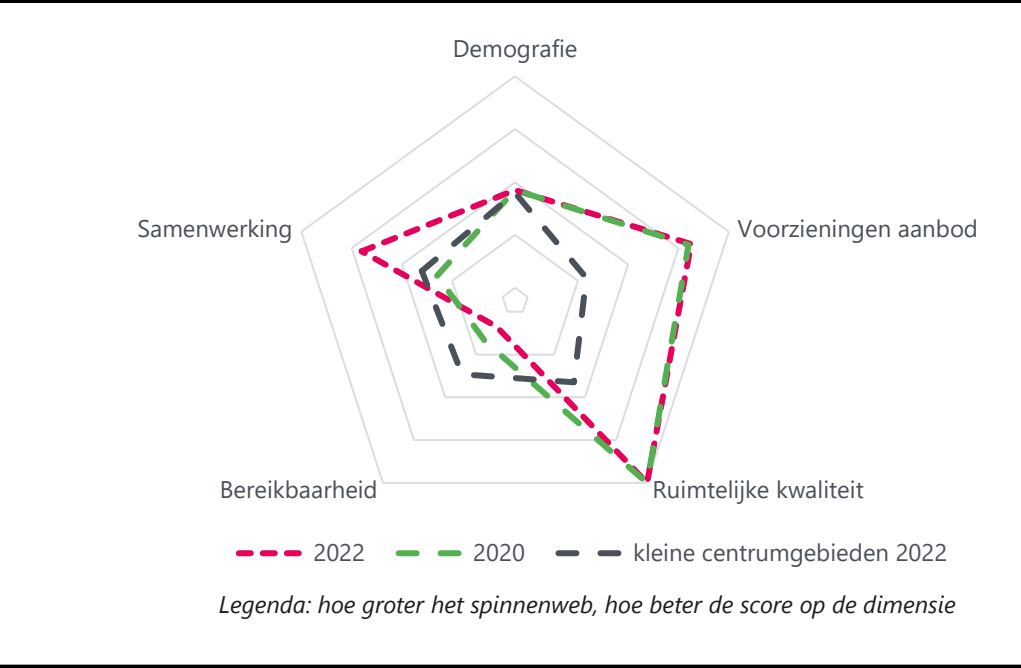 Demografie
Samenwerking
Voorzieningen aanbod
Bereikbaarheid
Ruimtelijke kwaliteit
2022
2020
kleine centrumgebieden 2022
Legenda: hoe groter het spinnenweb, hoe beter de score op de dimensie